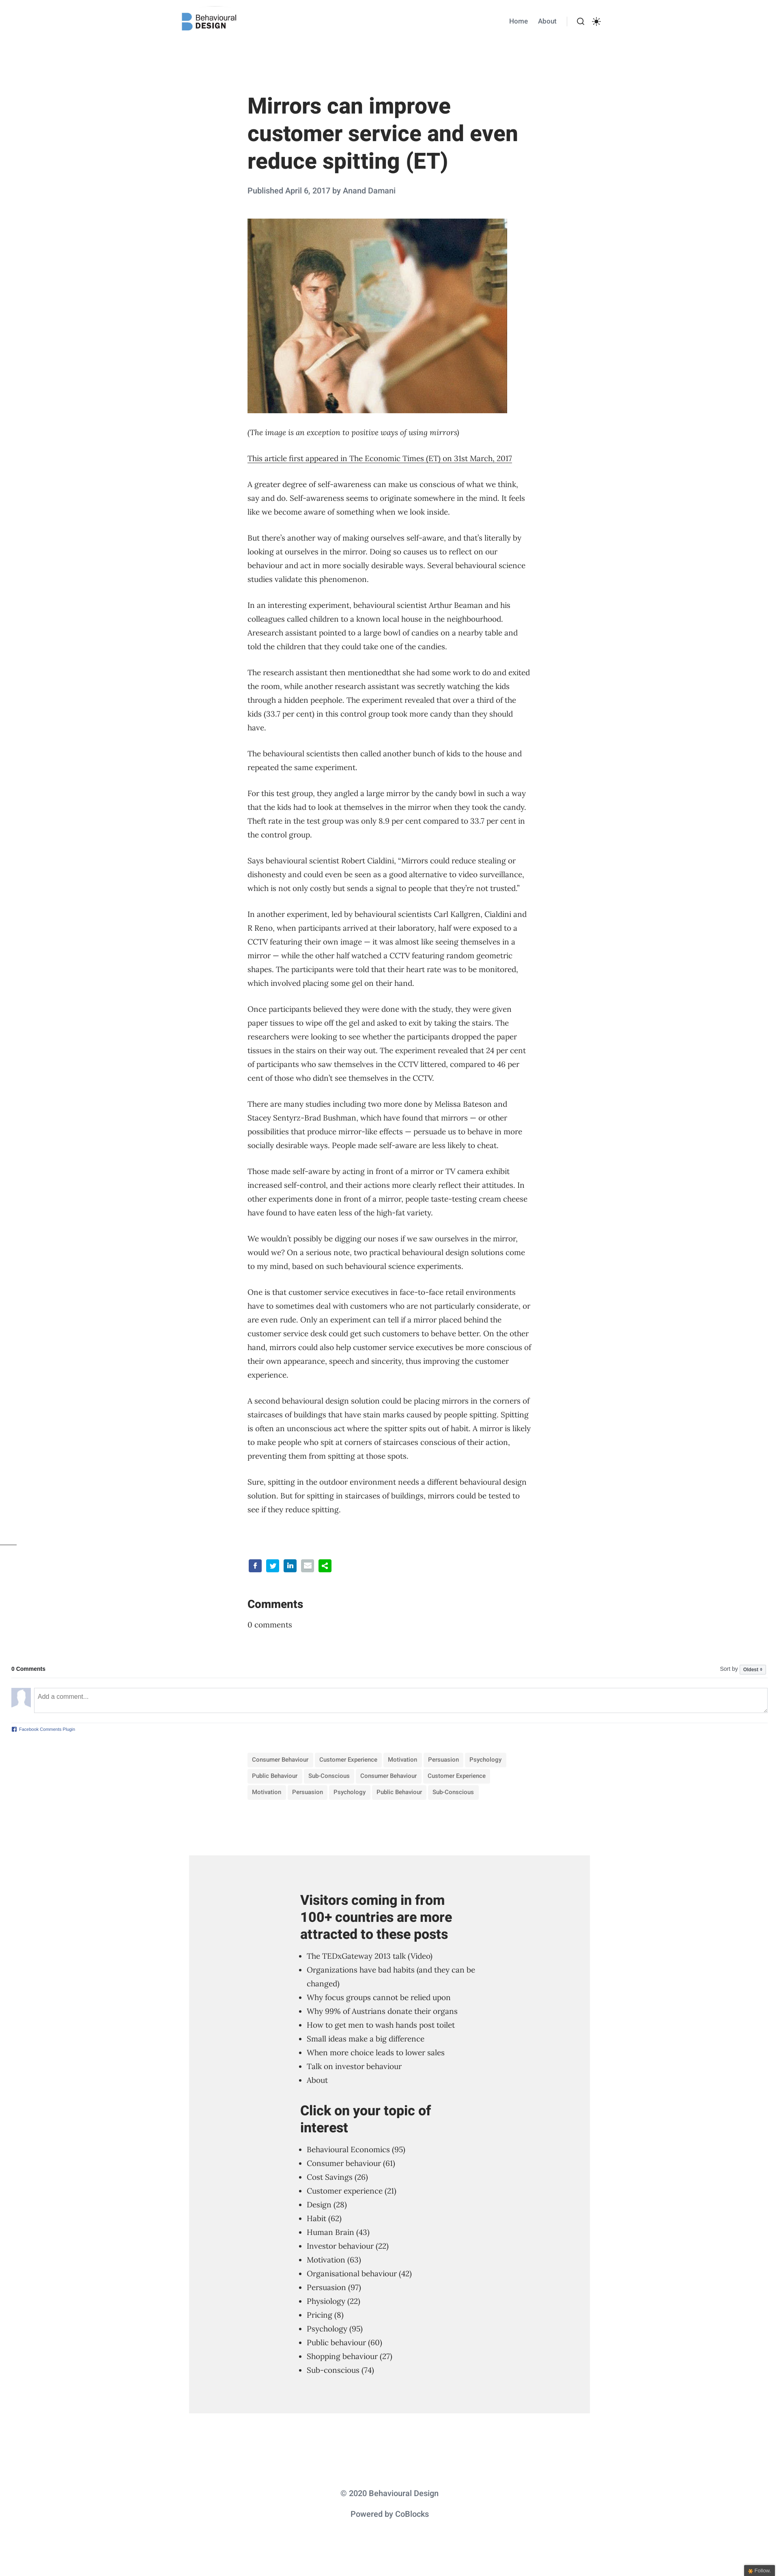 Behavioural
DESIGN
Home
About
Mirrors can improve
customer service and even
reduce spitting (ET)
Published April 6, 2017 by Anand Damani
(The image is an exception to positive ways of using mirrors)
This article first appeared in The Economic Times (ET) on 31st March, 2017
A greater degree of self-awareness can make us conscious of what we think,
say and do. Self-awareness seems to originate somewhere in the mind. It feels
like we become aware of something when we look inside.
But there’s another way of making ourselves self-aware, and that’s literally by
looking at ourselves in the mirror. Doing so causes us to reflect on our
behaviour and act in more socially desirable ways. Several behavioural science
studies validate this phenomenon.
In an interesting experiment, behavioural scientist Arthur Beaman and his
colleagues called children to a known local house in the neighbourhood.
Aresearch assistant pointed to a large bowl of candies on a nearby table and
told the children that they could take one of the candies.
The research assistant then mentionedthat she had some work to do and exited
the room, while another research assistant was secretly watching the kids
through a hidden peephole. The experiment revealed that over a third of the
kids (33.7 per cent) in this control group took more candy than they should
have.
The behavioural scientists then called another bunch of kids to the house and
repeated the same experiment.
For this test group, they angled a large mirror by the candy bowl in such a way
that the kids had to look at themselves in the mirror when they took the candy.
Theft rate in the test group was only 8.9 per cent compared to 33.7 per cent in
the control group.
Says behavioural scientist Robert Cialdini, “Mirrors could reduce stealing or
dishonesty and could even be seen as a good alternative to video surveillance,
which is not only costly but sends a signal to people that they’re not trusted.”
In another experiment, led by behavioural scientists Carl Kallgren, Cialdini and
R Reno, when participants arrived at their laboratory, half were exposed to a
CCTV featuring their own image — it was almost like seeing themselves in a
mirror — while the other half watched a CCTV featuring random geometric
shapes. The participants were told that their heart rate was to be monitored,
which involved placing some gel on their hand.
Once participants believed they were done with the study, they were given
paper tissues to wipe off the gel and asked to exit by taking the stairs. The
researchers were looking to see whether the participants dropped the paper
tissues in the stairs on their way out. The experiment revealed that 24 per cent
of participants who saw themselves in the CCTV littered, compared to 46 per
cent of those who didn’t see themselves in the CCTV.
There are many studies including two more done by Melissa Bateson and
Stacey Sentyrz-Brad Bushman, which have found that mirrors — or other
possibilities that produce mirror-like effects — persuade us to behave in more
socially desirable ways. People made self-aware are less likely to cheat.
Those made self-aware by acting in front of a mirror or TV camera exhibit
increased self-control, and their actions more clearly reflect their attitudes. In
other experiments done in front of a mirror, people taste-testing cream cheese
have found to have eaten less of the high-fat variety.
We wouldn’t possibly be digging our noses if we saw ourselves in the mirror,
would we? On a serious note, two practical behavioural design solutions come
to my mind, based on such behavioural science experiments.
One is that customer service executives in face-to-face retail environments
have to sometimes deal with customers who are not particularly considerate, or
are even rude. Only an experiment can tell if a mirror placed behind the
customer service desk could get such customers to behave better. On the other
hand, mirrors could also help customer service executives be more conscious of
their own appearance, speech and sincerity, thus improving the customer
experience.
A second behavioural design solution could be placing mirrors in the corners of
staircases of buildings that have stain marks caused by people spitting. Spitting
is often an unconscious act where the spitter spits out of habit. A mirror is likely
to make people who spit at corners of staircases conscious of their action,
preventing them from spitting at those spots.
Sure, spitting in the outdoor environment needs a different behavioural design
solution. But for spitting in staircases of buildings, mirrors could be tested to
see if they reduce spitting.
Comments
0 comments
0 Comments
Sort by Oldest
Add a comment...
Facebook Comments Plugin
Consumer Behaviour Customer Experience Motivation Persuasion Psychology
Public Behaviour Sub-Conscious Consumer Behaviour Customer Experience
Motivation Persuasion Psychology Public Behaviour Sub-Conscious
Visitors coming in from
100+ countries are more
attracted to these posts
The TEDxGateway 2013 talk (Video)
Organizations have bad habits (and they can be
changed)
Why focus groups cannot be relied upon
Why 99% of Austrians donate their organs
How to get men to wash hands post toilet
Small ideas make a big difference
When more choice leads to lower sales
Talk on investor behaviour
About
Click on your topic of
interest
Behavioural Economics (95)
Consumer behaviour (61)
Cost Savings (26)
Customer experience (21)
Design (28)
Habit (62)
Human Brain (43)
Investor behaviour (22)
Motivation (63)
Organisational behaviour (42)
Persuasion (97)
Physiology (22)
Pricing (8)
Psychology (95)
Public behaviour (60)
Shopping behaviour (27)
Sub-conscious (74)
© 2020 Behavioural Design
Powered by CoBlocks
Follow